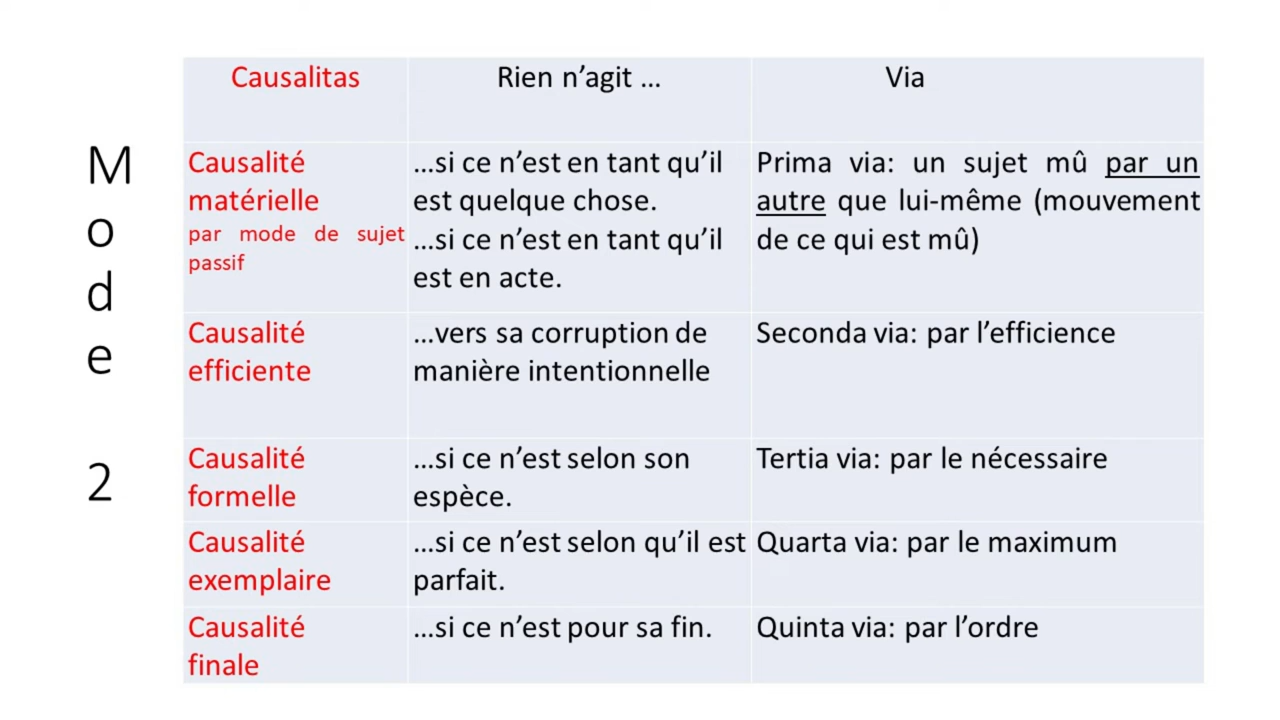 Mode 2
Causalitas
Rien n’agit …
Via
Causalité
matérielle
par mode de sujet
passif
…si ce n’est en tant qu’il
est quelque chose.
…si ce n’est en tant qu’il
est en acte.
Prima via: un sujet mû par un
autre que lui-même (mouvement
de ce qui est mû)
Causalité
efficiente
…vers sa corruption de
manière intentionnelle
Seconda via: par l’efficience
Causalité
formelle
…si ce n’est selon son
espèce.
Tertia via: par le nécessaire
Causalité
exemplaire
…si ce n’est selon qu’il est
parfait.
Quarta via: par le maximum
Causalité
finale
…si ce n’est pour sa fin.
Quinta via: par l’ordre